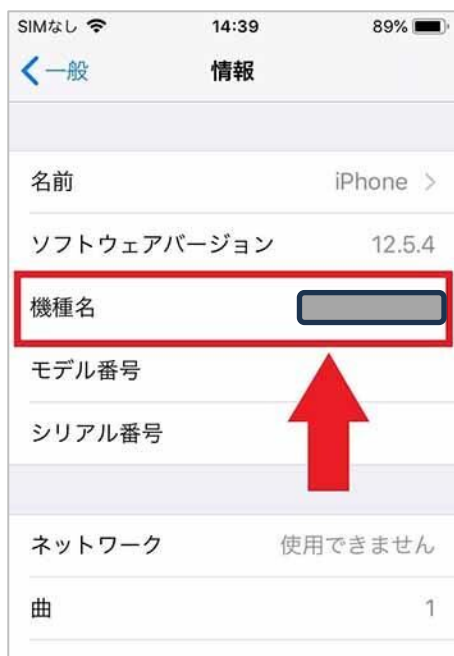 SIMなし 14:39 89%
一般 情報
名前 iPhone
ソフトウェアバージョン 12.5.4
機種名
モデル番号
シリアル番号
ネットワーク 使用できません
曲 1